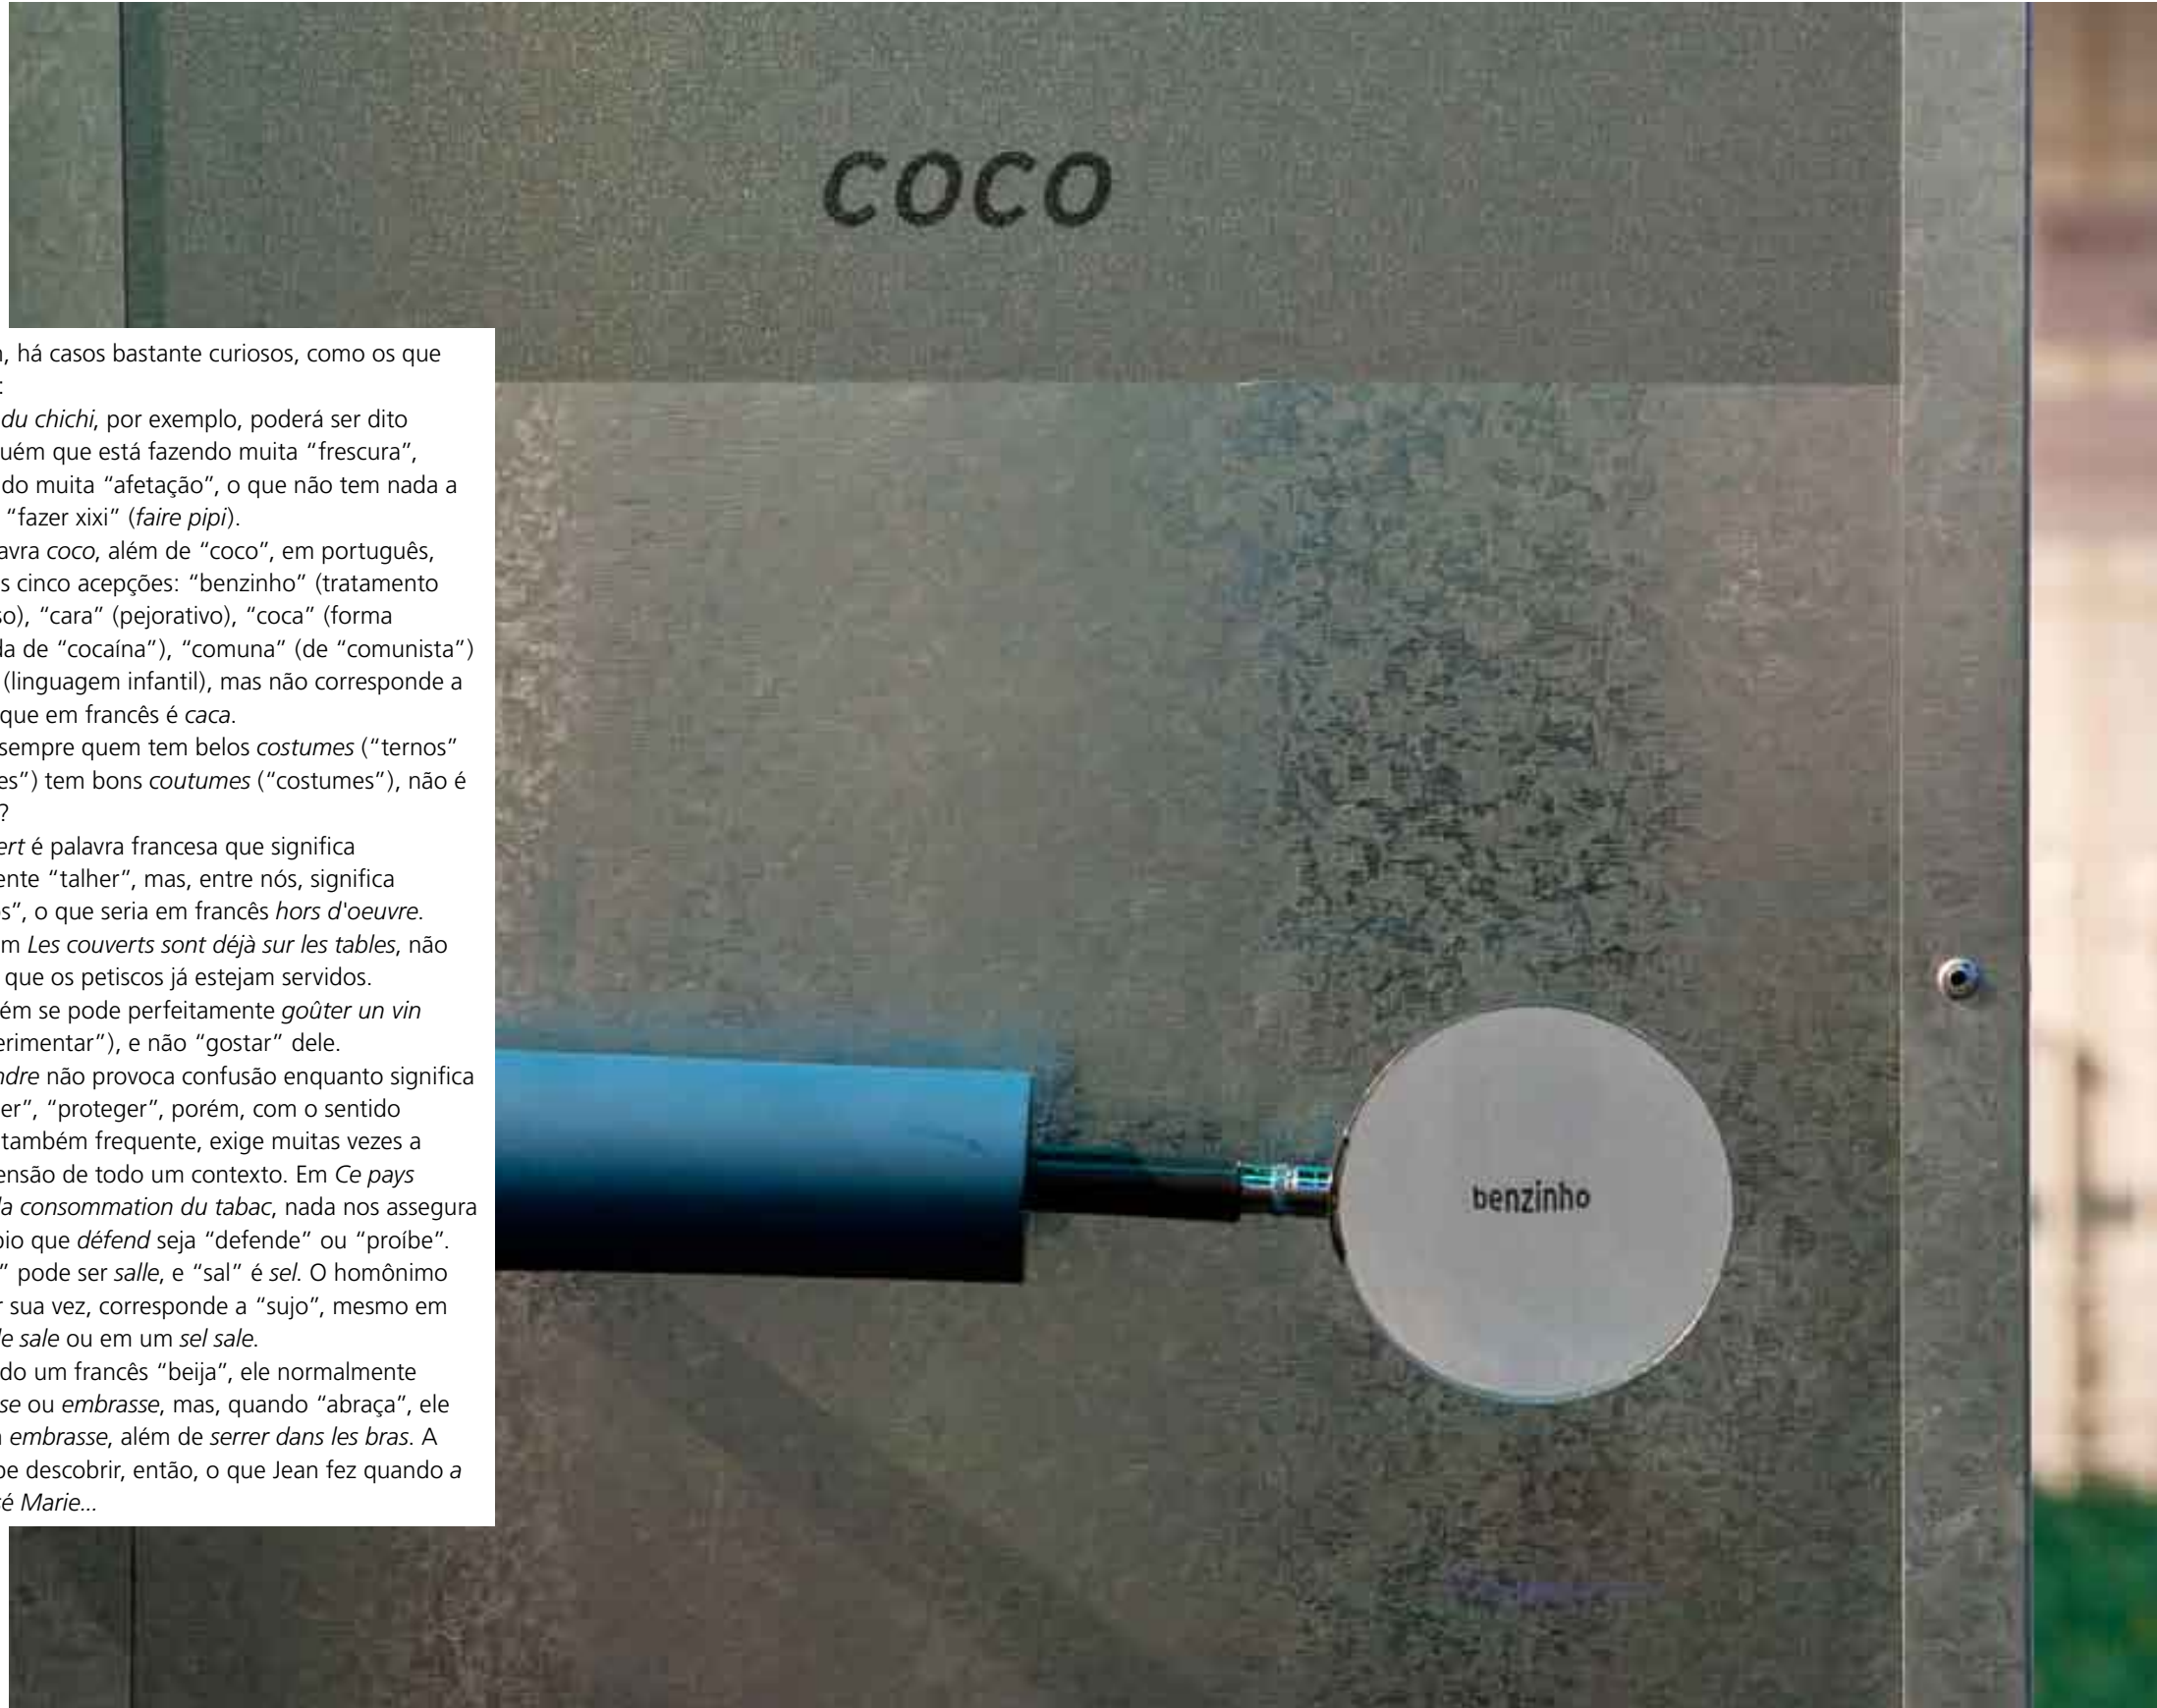 coco
, há casos bastante curiosos, como os que
:
du chichi, por exemplo, poderá ser dito
uém que está fazendo muita “frescura”,
do muita “afetação”, o que não tem nada a
“fazer xixi” (faire pipi).
avra coco, além de “coco”, em português,
s cinco acepções: “benzinho” (tratamento
so), “cara” (pejorativo), “coca” (forma
da de “cocaína”), “comuna” (de “comunista”)
(linguagem infantil), mas não corresponde a
que em francês é caca.
sempre quem tem belos costumes (“ternos”
es”) tem bons coutumes (“costumes”), não é
?
ert é palavra francesa que significa
ente “talher”, mas, entre nós, significa
os”, o que seria em francês hors d'oeuvre.
m Les couverts sont déjà sur les tables, não
que os petiscos já estejam servidos.
ém se pode perfeitamente goûter un vin
erimentar”), e não “gostar” dele.
ndre não provoca confusão enquanto significa
er”, “proteger”, porém, com o sentido
também frequente, exige muitas vezes a
ensão de todo um contexto. Em Ce pays
la consommation du tabac, nada nos assegura
pio que défend seja “defende” ou “proíbe”.
” pode ser salle, e “sal” é sel. O homônimo
r sua vez, corresponde a “sujo”, mesmo em
le sale ou em um sel sale.
do um francês “beija”, ele normalmente
se ou embrasse, mas, quando “abraça”, ele
embrasse, além de serrer dans les bras. A
be descobrir, então, o que Jean fez quando a
sé Marie...
benzinho